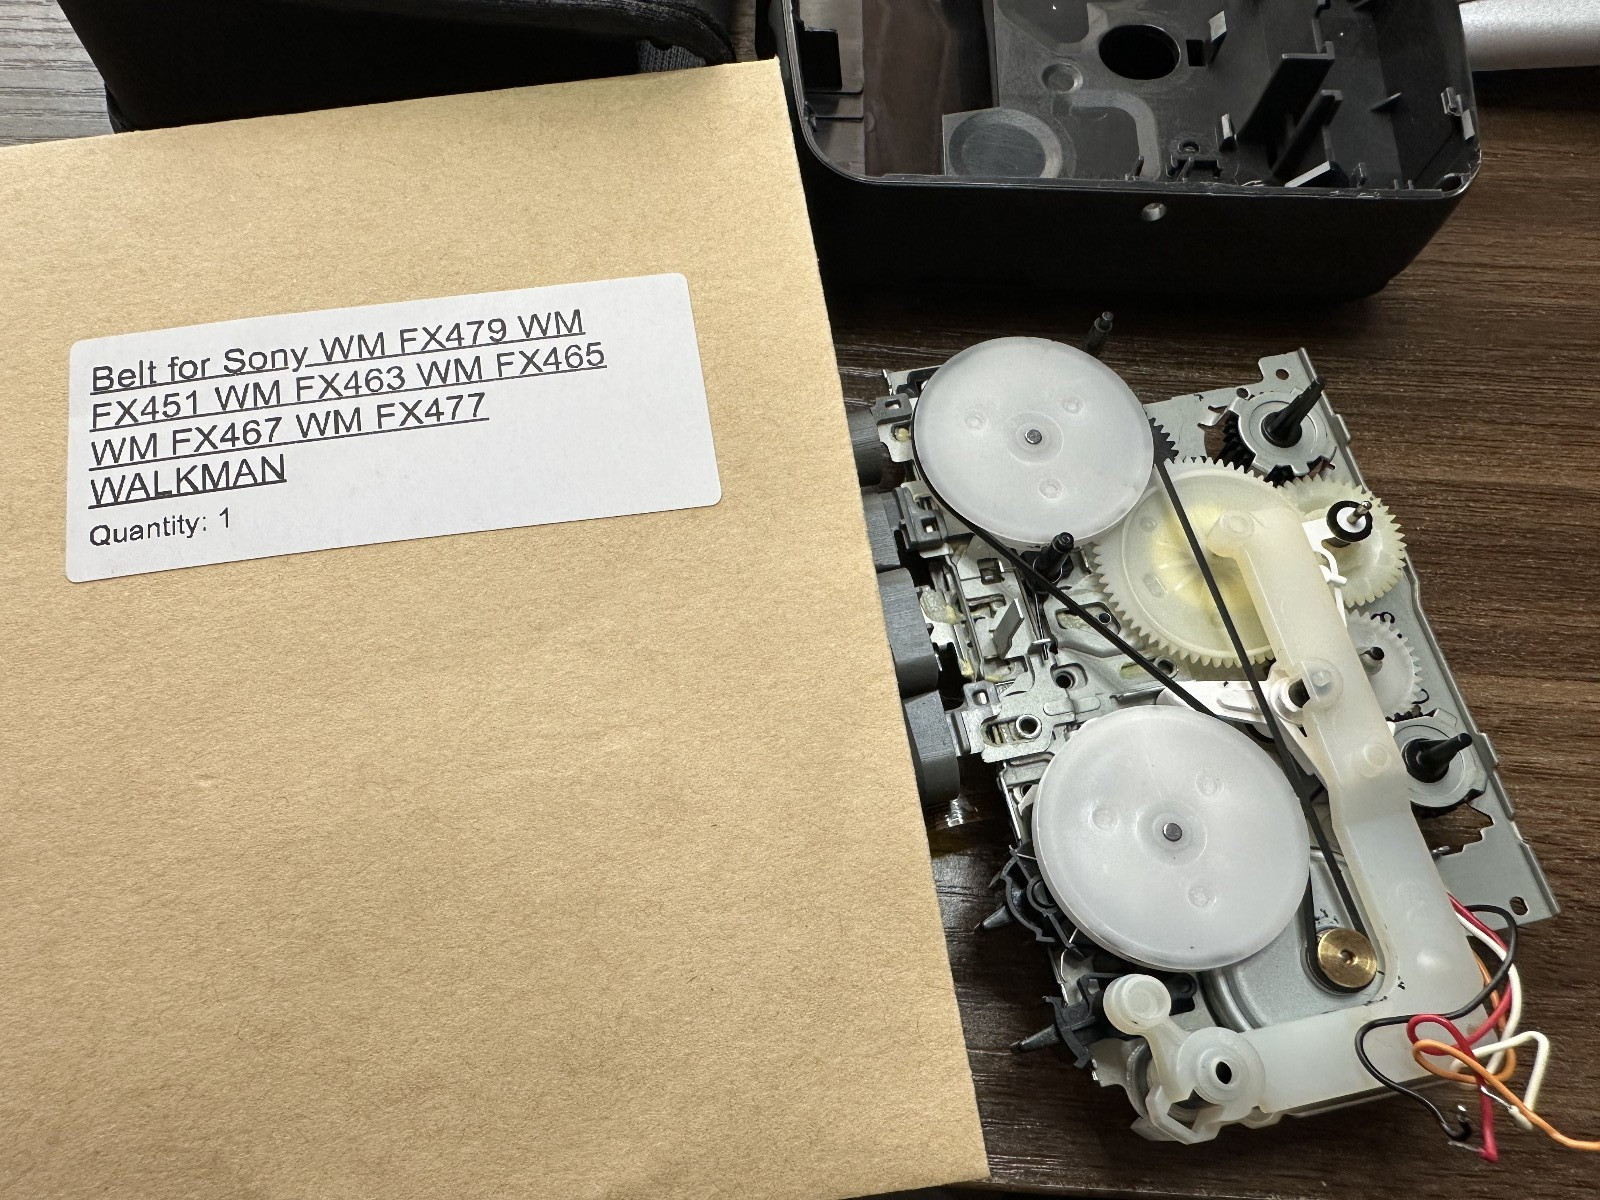 Belt for Sony WM FX479 WM
FX451 WM FX463 WM FX465
WM FX467 WM FX477
WALKMAN
Quantity: 1